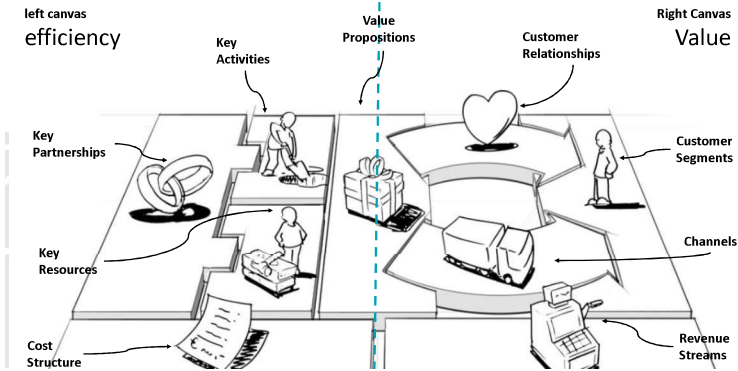 left canvas
efficiency
Right Canvas
Value
Key
Activities
Value
Propositions
Customer
Relationships
Key
Partnerships
Customer
Segments
Key
Resources
Channels
Cost
Structure
Revenue
Streams
€